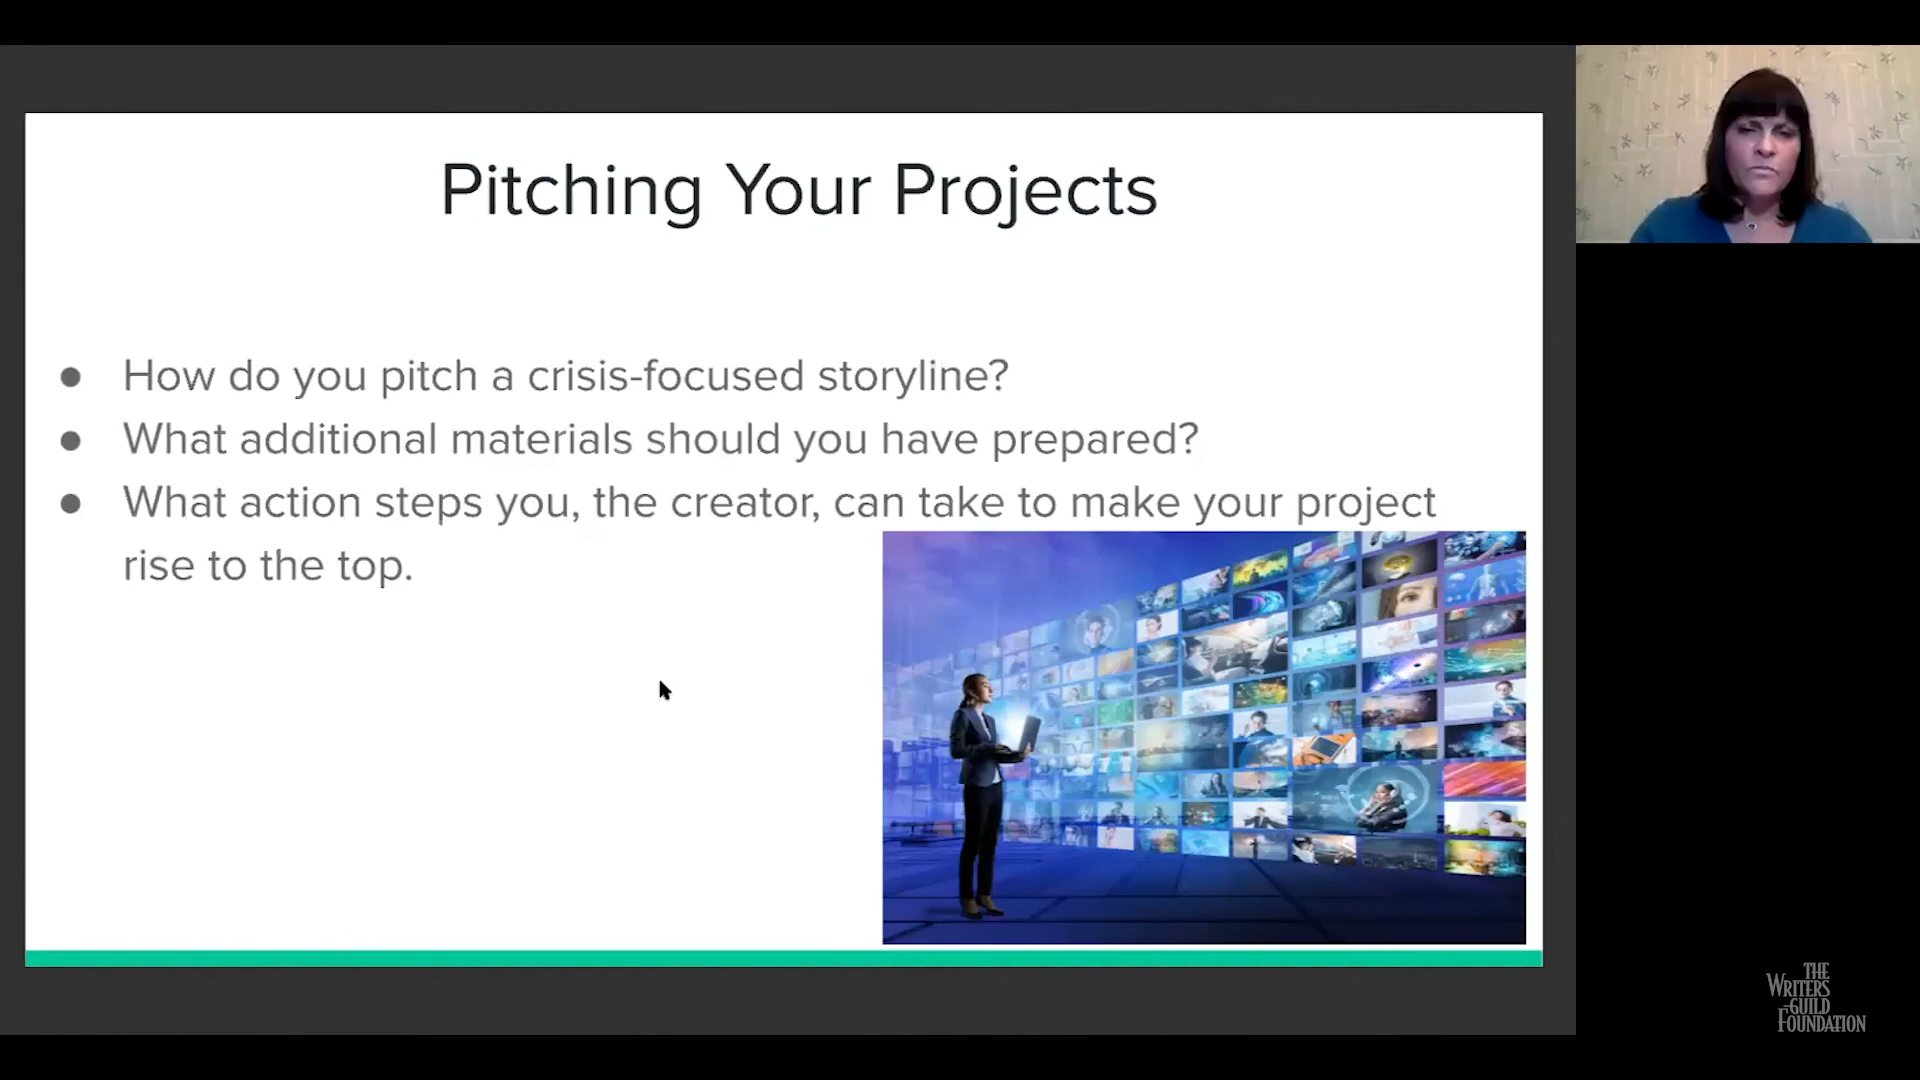 Pitching Your Projects
● How do you pitch a crisis-focused storyline?
● What additional materials should you have prepared?
● What action steps you, the creator, can take to make your project
rise to the top.
THE
WRITERS
GUILD
FOUNDATION